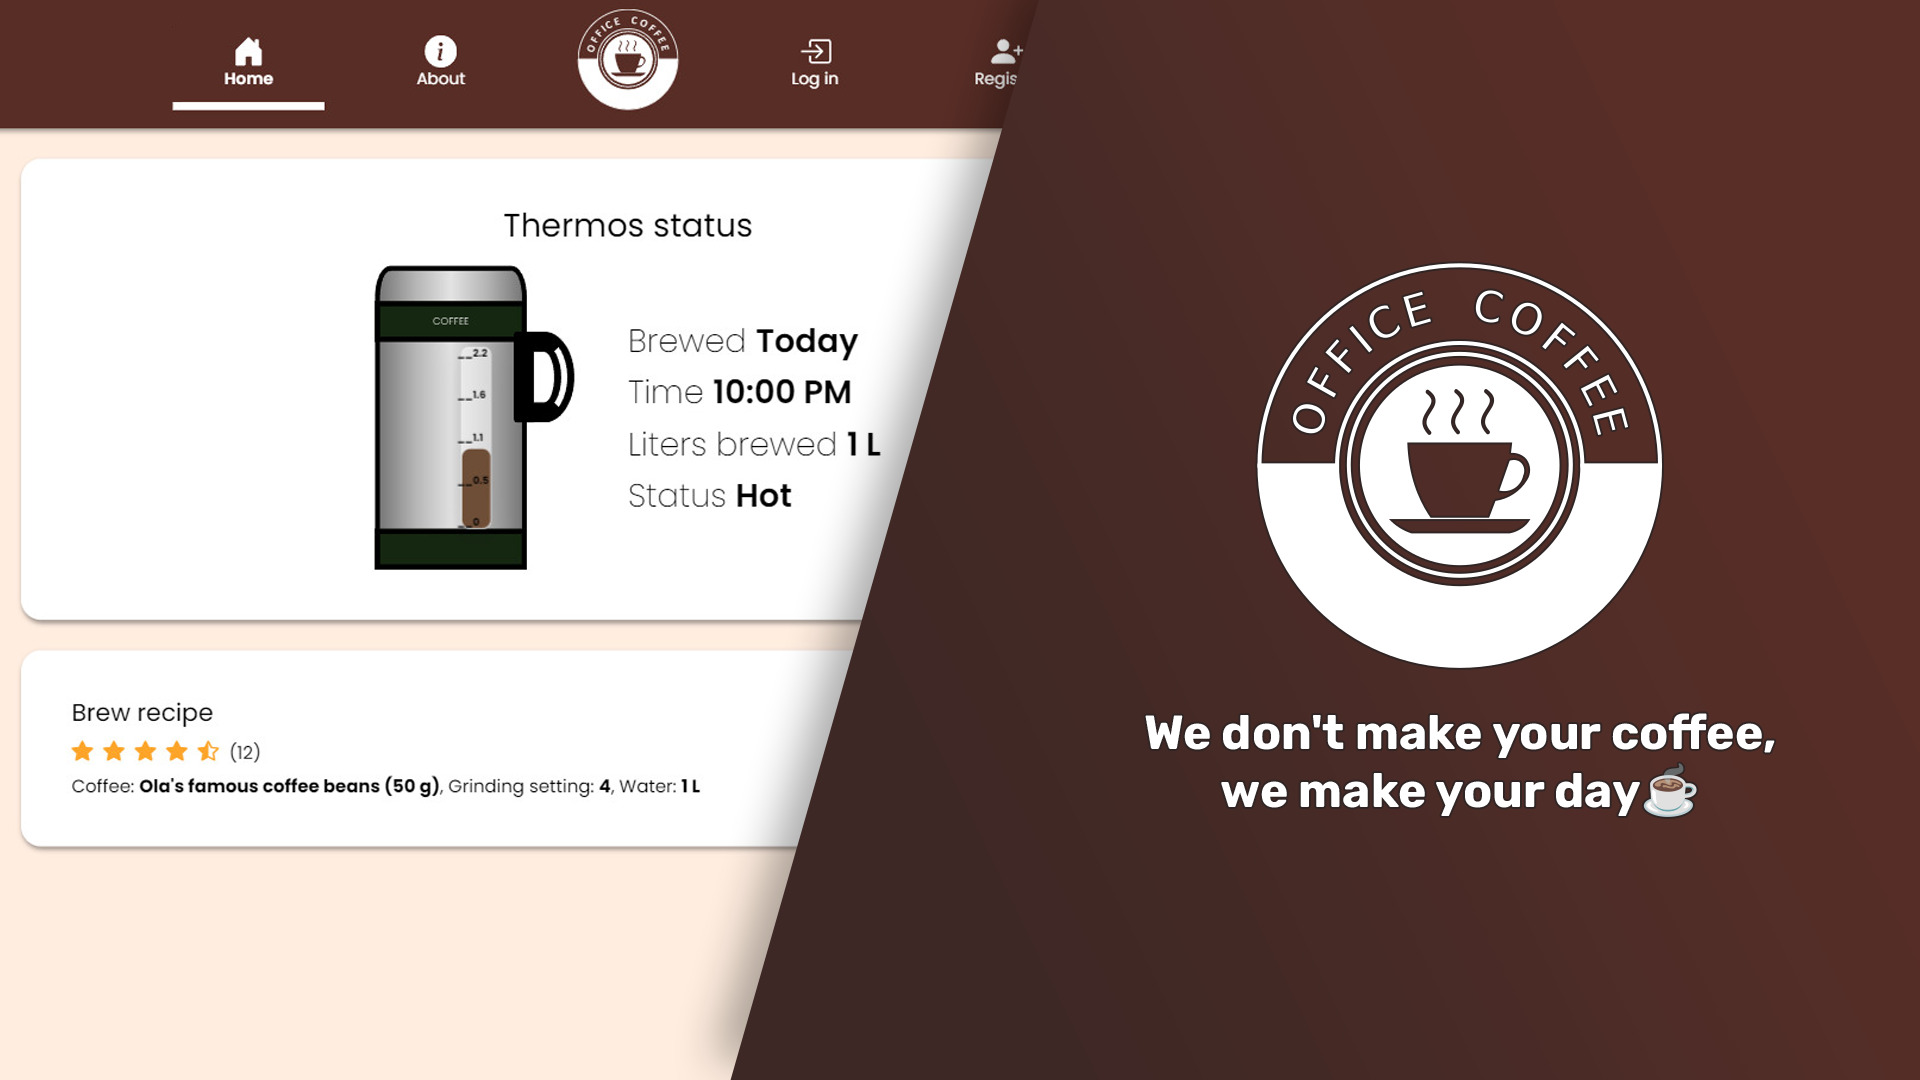 Home
About
OFFICE COFFEE
Log in
Regis
Thermos status
COFFEE
2.2
1.6
1.1
0.5
0
Brewed Today
Time 10:00 PM
Liters brewed 1 L
Status Hot
Brew recipe
(12)
Coffee: Ola's famous coffee beans (50 g), Grinding setting: 4, Water: 1 L
OFFICE COFFEE
We don't make your coffee,
we make your day☕